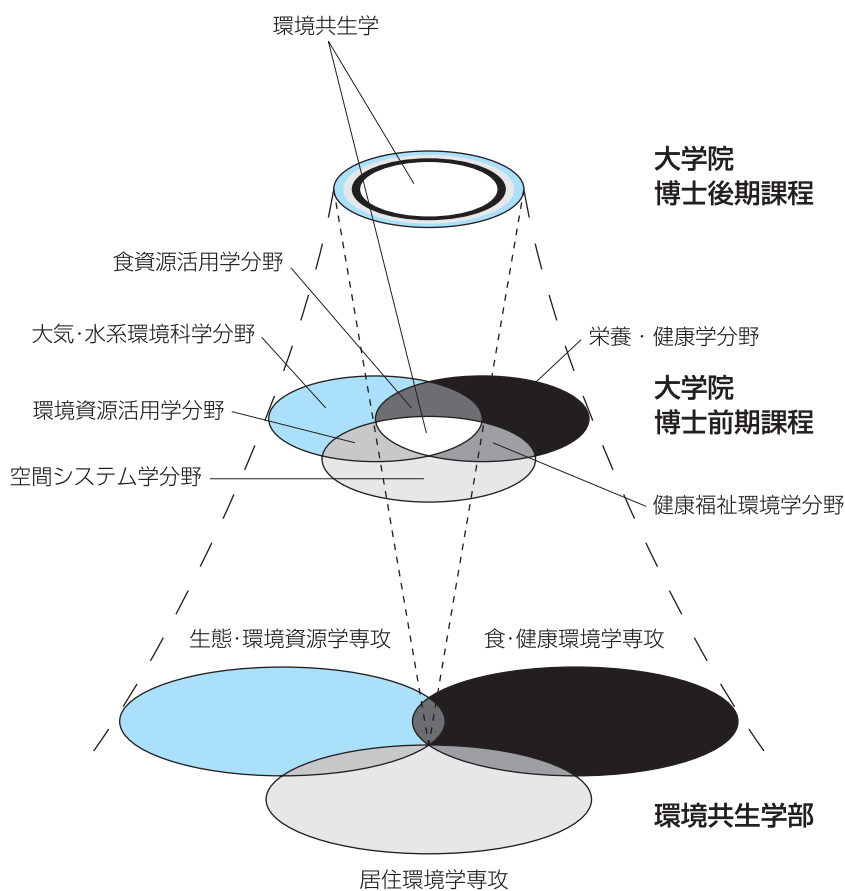 環境共生学
大学院
博士後期課程
食資源活用学分野
大気・水系環境科学分野
栄養・健康学分野
大学院
博士前期課程
環境資源活用学分野
空間システム学分野
健康福祉環境学分野
生態・環境資源学専攻
食・健康環境学専攻
環境共生学部
居住環境学専攻